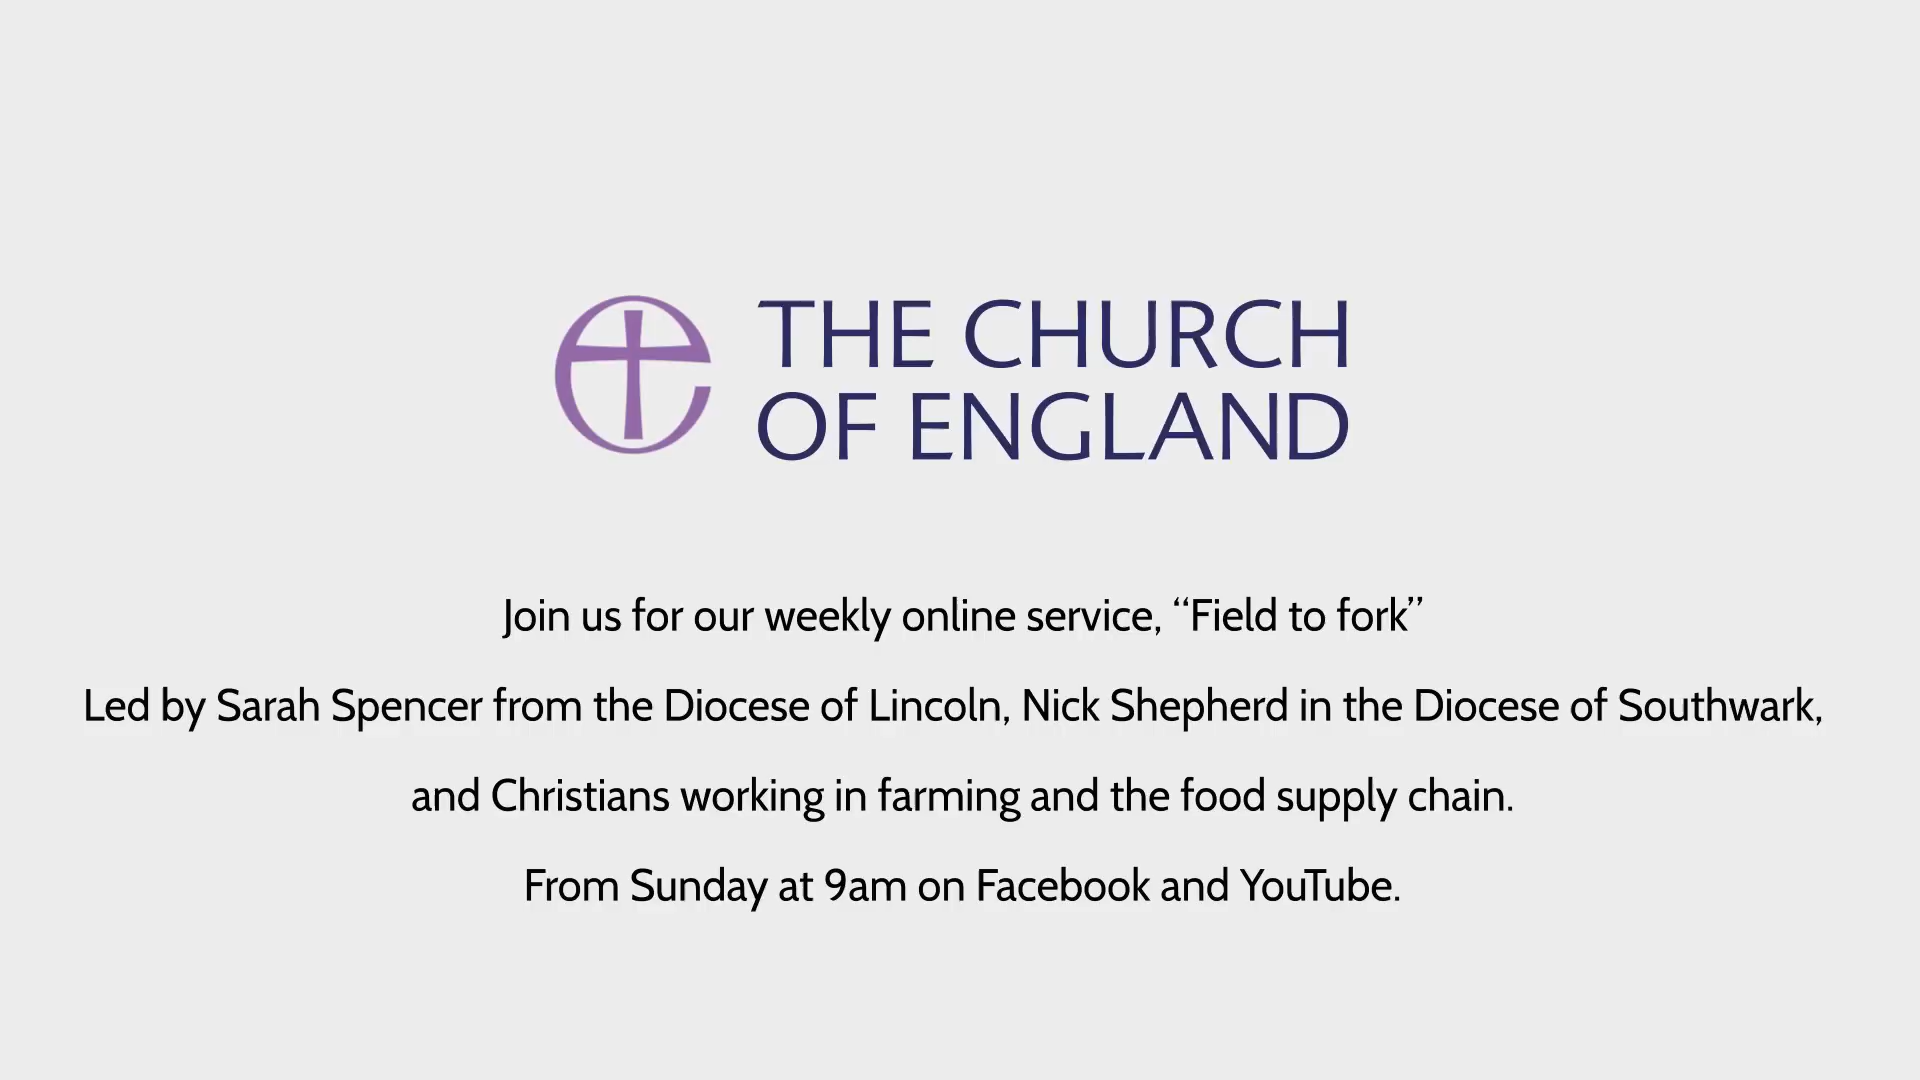 THE CHURCH
OF ENGLAND
Join us for our weekly online service, “Field to fork”
Led by Sarah Spencer from the Diocese of Lincoln, Nick Shepherd in the Diocese of Southwark,
and Christians working in farming and the food supply chain.
From Sunday at 9am on Facebook and YouTube.